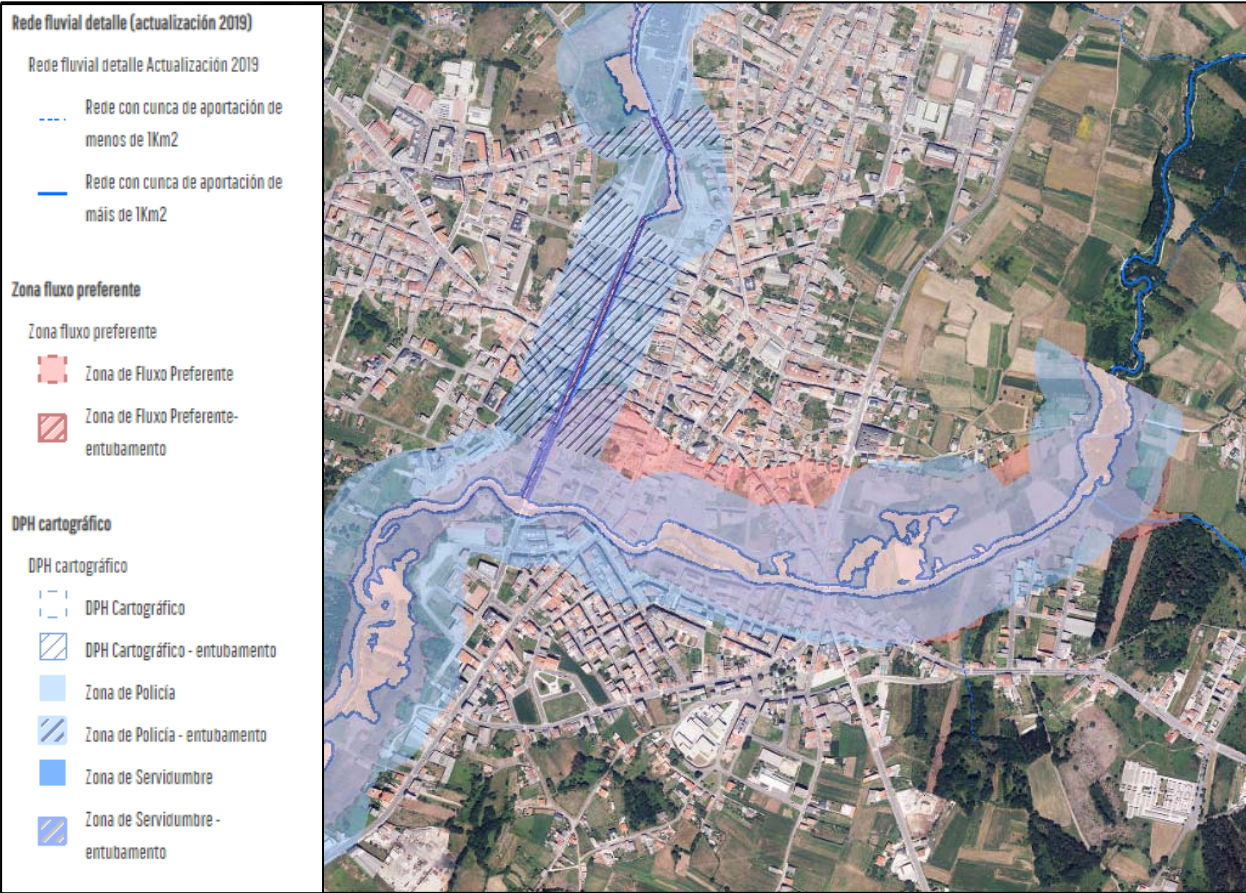 Rede fluvial detalle (actualización 2019)
Rede fluvial detalle Actualización 2019
Rede con cunca de aportación de
menos de 1Km2
Rede con cunca de aportación de
máis de 1Km2
Zona fluxo preferente
Zona fluxo preferente
Zona de Fluxo Preferente
Zona de Fluxo Preferente-
entubamento
DPH cartográfico
DPH cartográfico
DPH Cartográfico
DPH Cartográfico - entubamento
Zona de Policía
Zona de Policía - entubamento
Zona de Servidumbre
Zona de Servidumbre -
entubamento